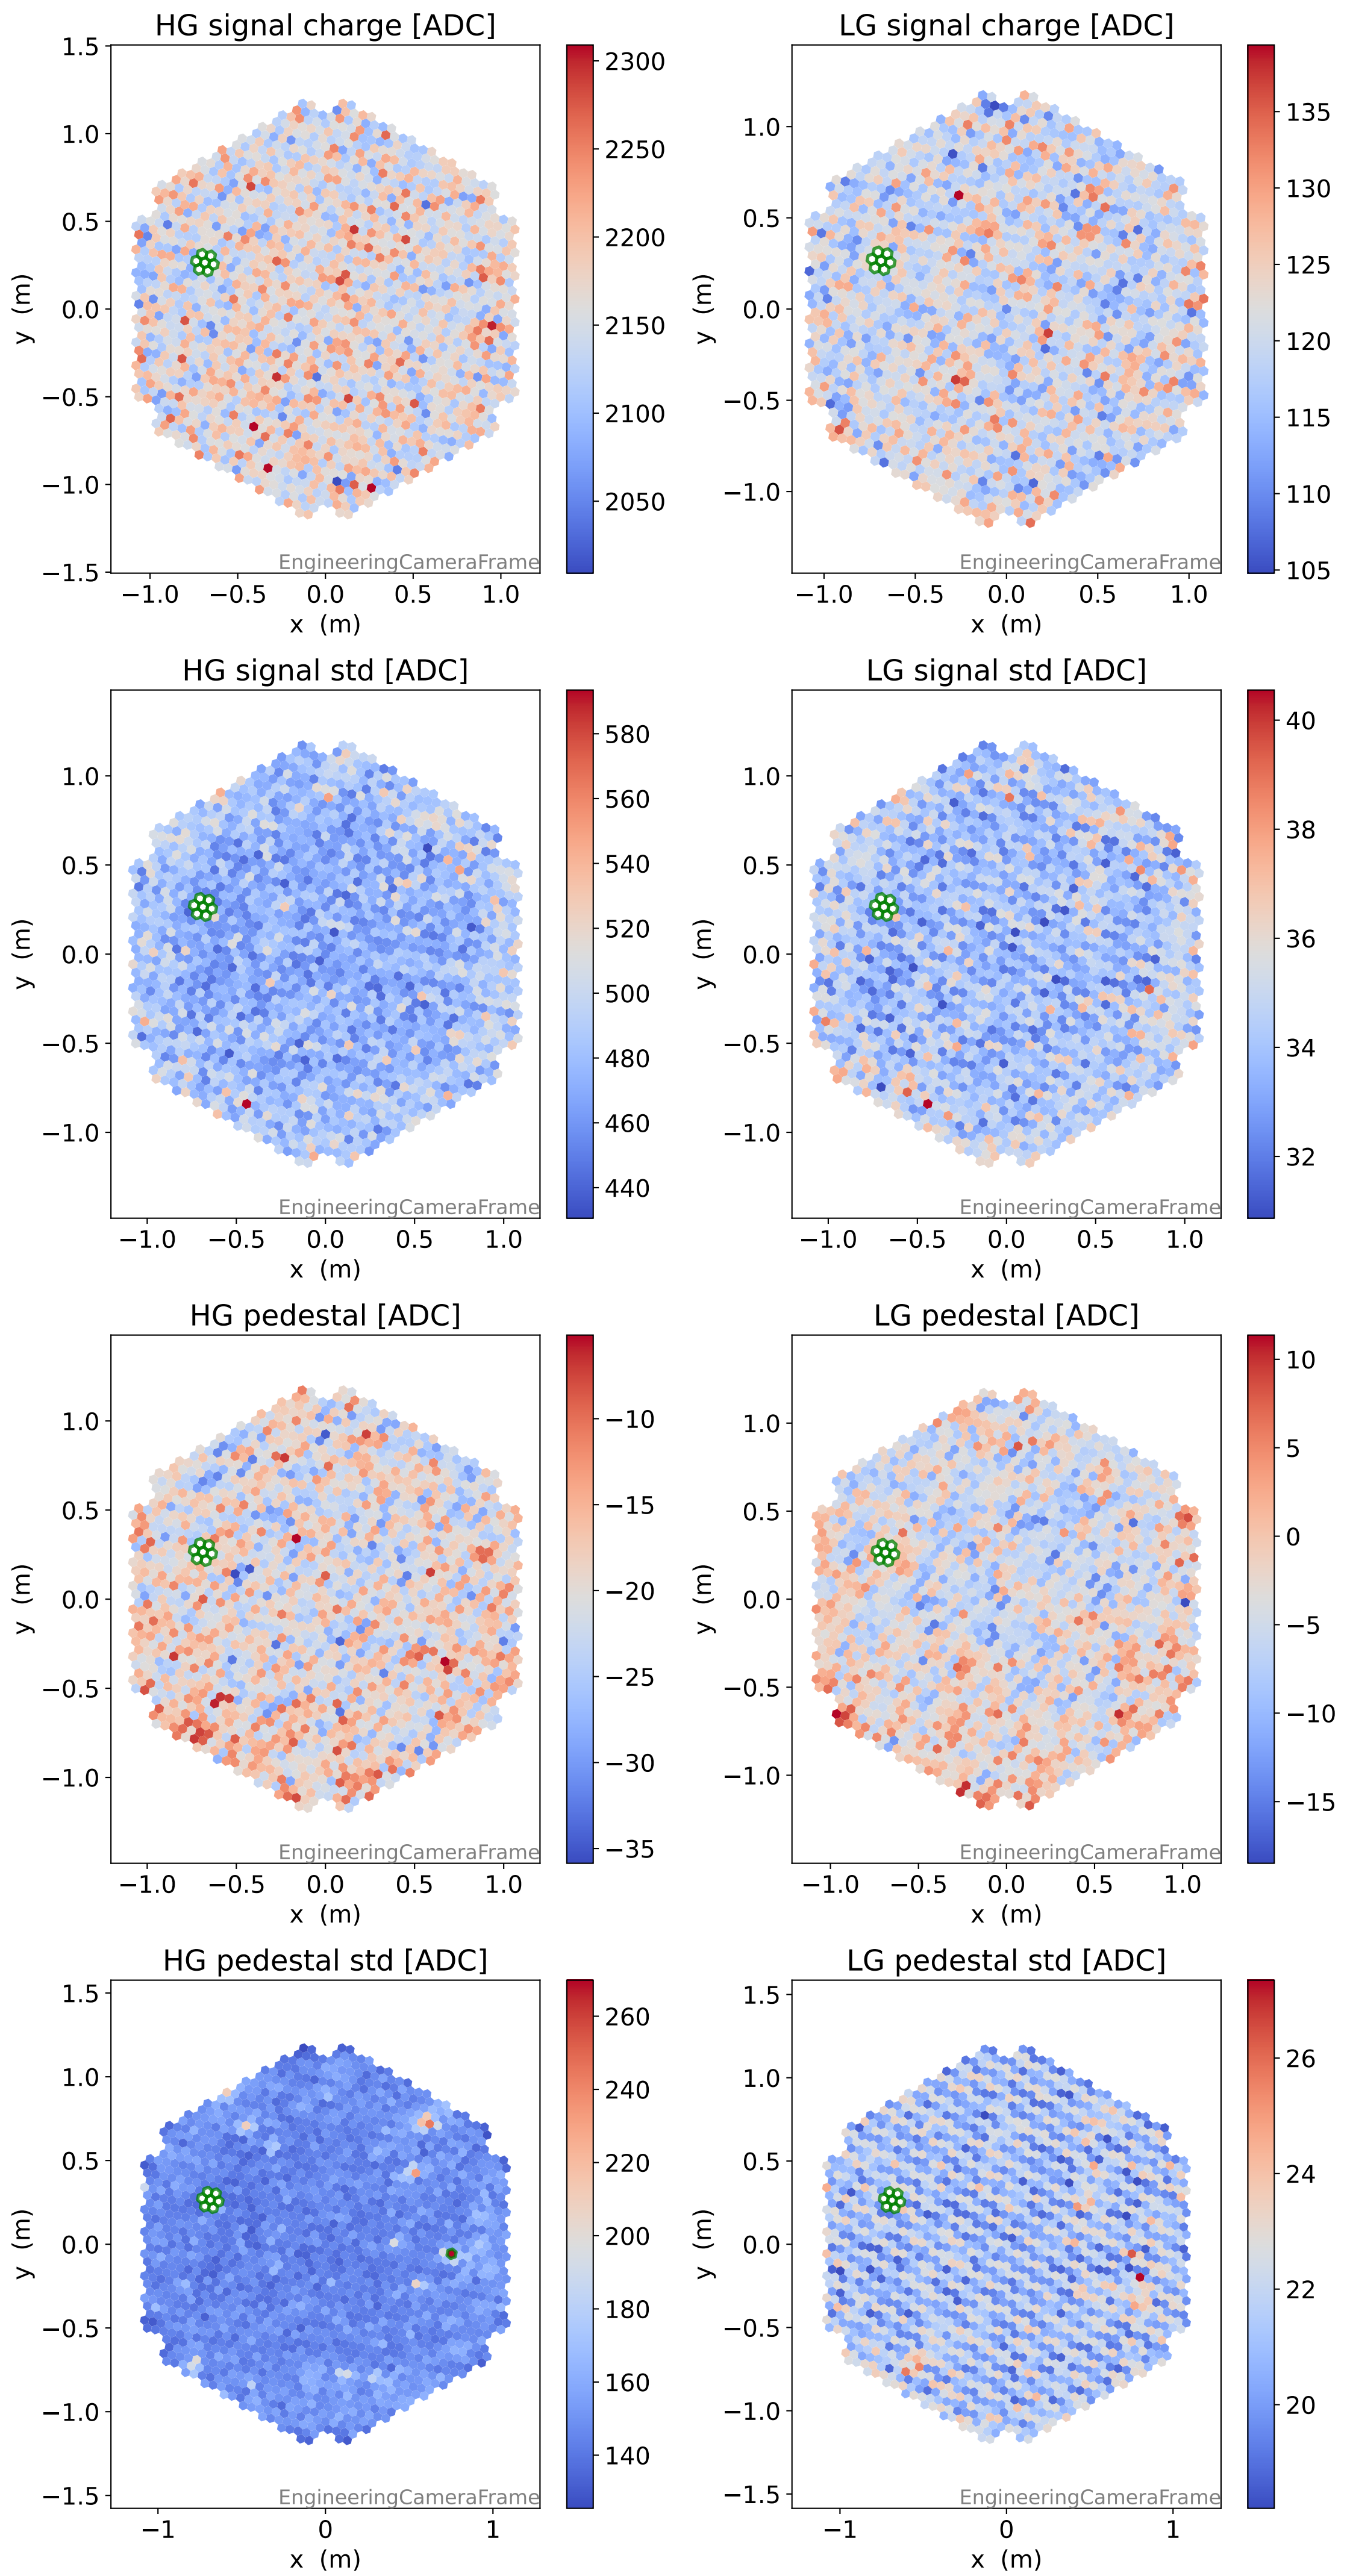 HG signal charge [ADC]
1.5
1.0
0.5
0.0
−0.5
−1.0
−1.5
y (m)
−1.0 −0.5 0.0 0.5 1.0
x (m)
EngineeringCameraFrame
2300
2250
2200
2150
2100
2050
LG signal charge [ADC]
1.0
0.5
0.0
−0.5
−1.0
y (m)
−1.0 −0.5 0.0 0.5 1.0
x (m)
EngineeringCameraFrame
135
130
125
120
115
110
105
HG signal std [ADC]
1.0
0.5
0.0
−0.5
−1.0
y (m)
−1.0 −0.5 0.0 0.5 1.0
x (m)
EngineeringCameraFrame
580
560
540
520
500
480
460
440
LG signal std [ADC]
1.0
0.5
0.0
−0.5
−1.0
y (m)
−1.0 −0.5 0.0 0.5 1.0
x (m)
EngineeringCameraFrame
40
38
36
34
32
HG pedestal [ADC]
1.0
0.5
0.0
−0.5
−1.0
y (m)
−1.0 −0.5 0.0 0.5 1.0
x (m)
EngineeringCameraFrame
−10
−15
−20
−25
−30
−35
LG pedestal [ADC]
1.0
0.5
0.0
−0.5
−1.0
y (m)
−1.0 −0.5 0.0 0.5 1.0
x (m)
EngineeringCameraFrame
10
5
0
−5
−10
−15
HG pedestal std [ADC]
1.5
1.0
0.5
0.0
−0.5
−1.0
−1.5
y (m)
−1 0 1
x (m)
EngineeringCameraFrame
260
240
220
200
180
160
140
LG pedestal std [ADC]
1.5
1.0
0.5
0.0
−0.5
−1.0
−1.5
y (m)
−1 0 1
x (m)
EngineeringCameraFrame
26
24
22
20